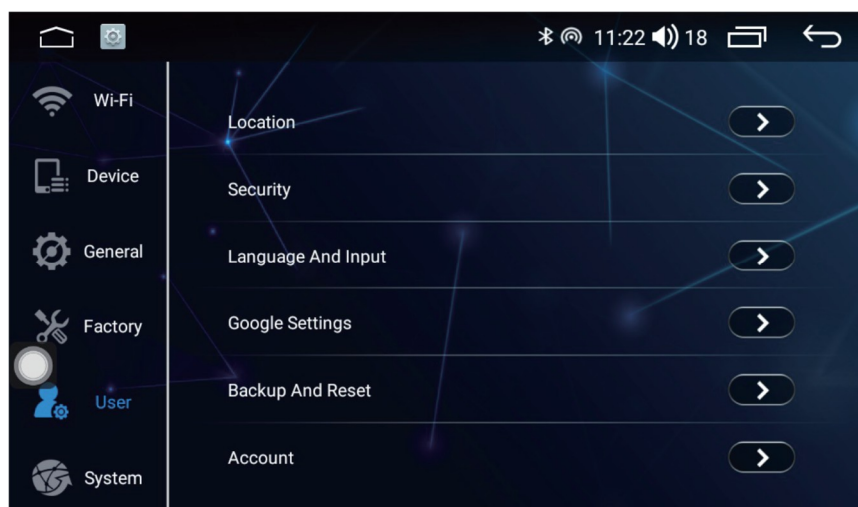 11:22 18
Wi-Fi
Device
General
Factory
User
System
Location
Security
Language And Input
Google Settings
Backup And Reset
Account